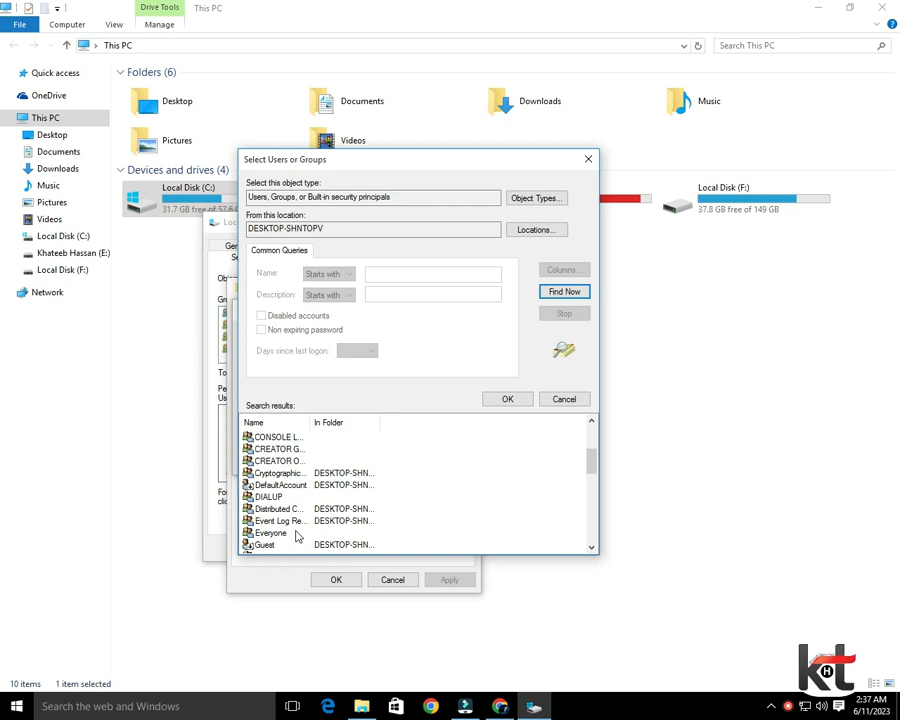 Drive Tools
This PC
File
Computer
View
Manage
This PC
Search This PC
Quick access
OneDrive
This PC
Desktop
Documents
Downloads
Music
Pictures
Videos
Local Disk (C:)
Khateeb Hassan (E:)
Local Disk (F:)
Network
Folders (6)
Desktop
Documents
Downloads
Music
Pictures
Videos
Devices and drives (4)
Local Disk (C:)
31.7 GB free of 57.6 G
Local Disk (F:)
37.8 GB free of 149 GB
Select Users or Groups
Select this object type:
Users, Groups, or Built-in security principals
Object Types...
From this location:
DESKTOP-SHNTOPV
Locations...
Common Queries
Name:
Starts with
Description:
Starts with
Disabled accounts
Non expiring password
Days since last logon:
Columns...
Find Now
Stop
OK
Cancel
Search results:
Name
In Folder
CONSOLE L...
CREATOR G...
CREATOR O...
Cryptographic... DESKTOP-SHN...
DefaultAccount DESKTOP-SHN...
DIALUP
Distributed C... DESKTOP-SHN...
Event Log Re... DESKTOP-SHN...
Everyone
Guest DESKTOP-SHN...
OK
Cancel
Apply
10 items
1 item selected
kt
H
Search the web and Windows
2:37 AM
6/11/2023